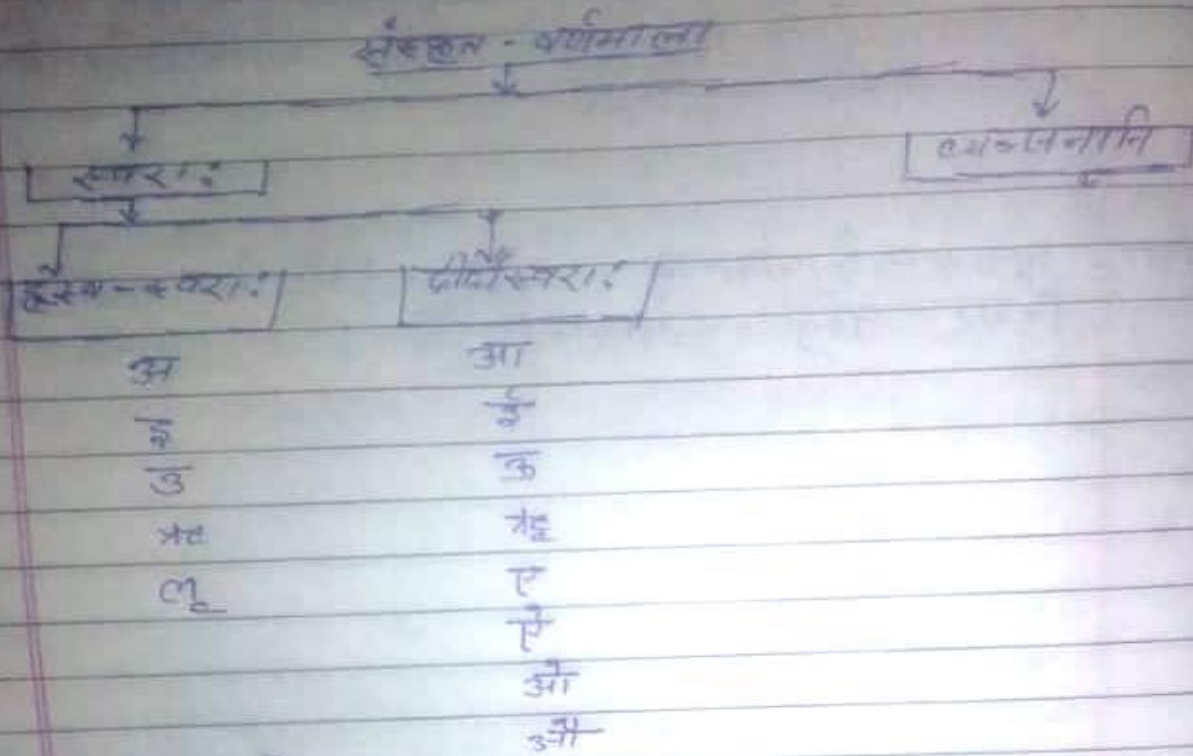 संस्कृत - वर्णमाला
स्वराः व्यञ्जनानि
ह्रस्व-स्वराः दीर्घस्वराः
अ आ
इ ई
उ ऊ
ऋ ॠ
लृ ए
ऐ
ओ
औ